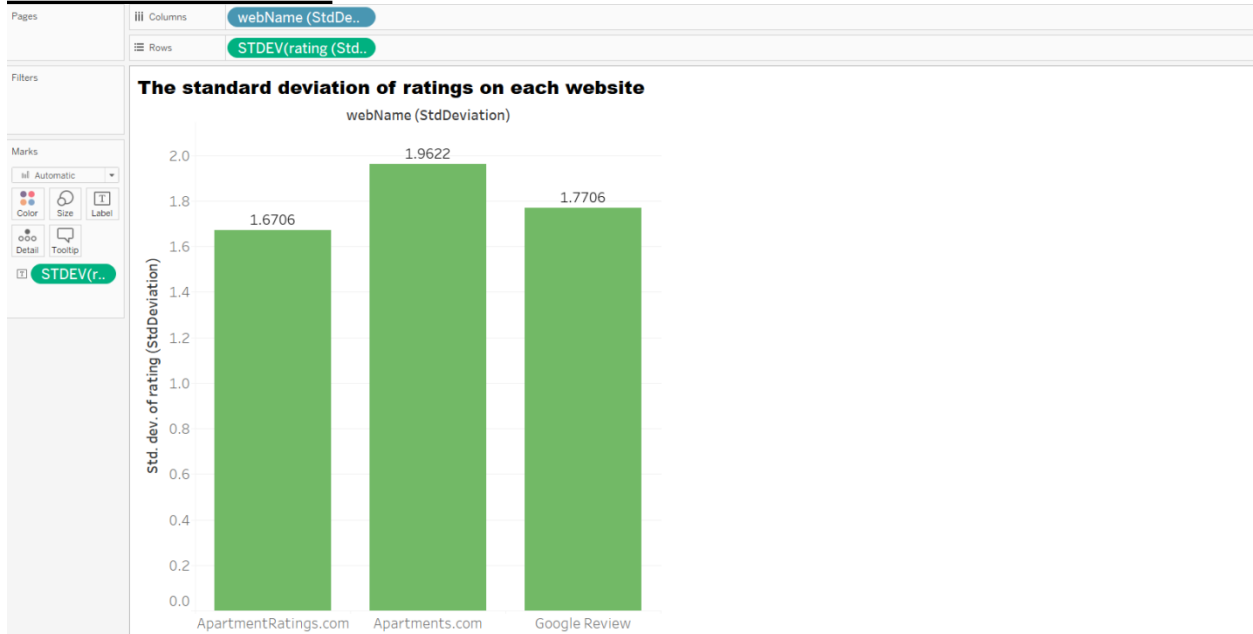 Pages
Columns
webName (StdDe..
Rows
STDEV(rating (Std..
Filters
Marks
Automatic
Color
Size
T
Label
Detail
Tooltip
T
STDEV(r..
The standard deviation of ratings on each website
webName (StdDeviation)
Std. dev. of rating (StdDeviation)
2.0
1.8
1.6
1.4
1.2
1.0
0.8
0.6
0.4
0.2
0.0
1.6706
1.9622
1.7706
ApartmentRatings.com
Apartments.com
Google Review